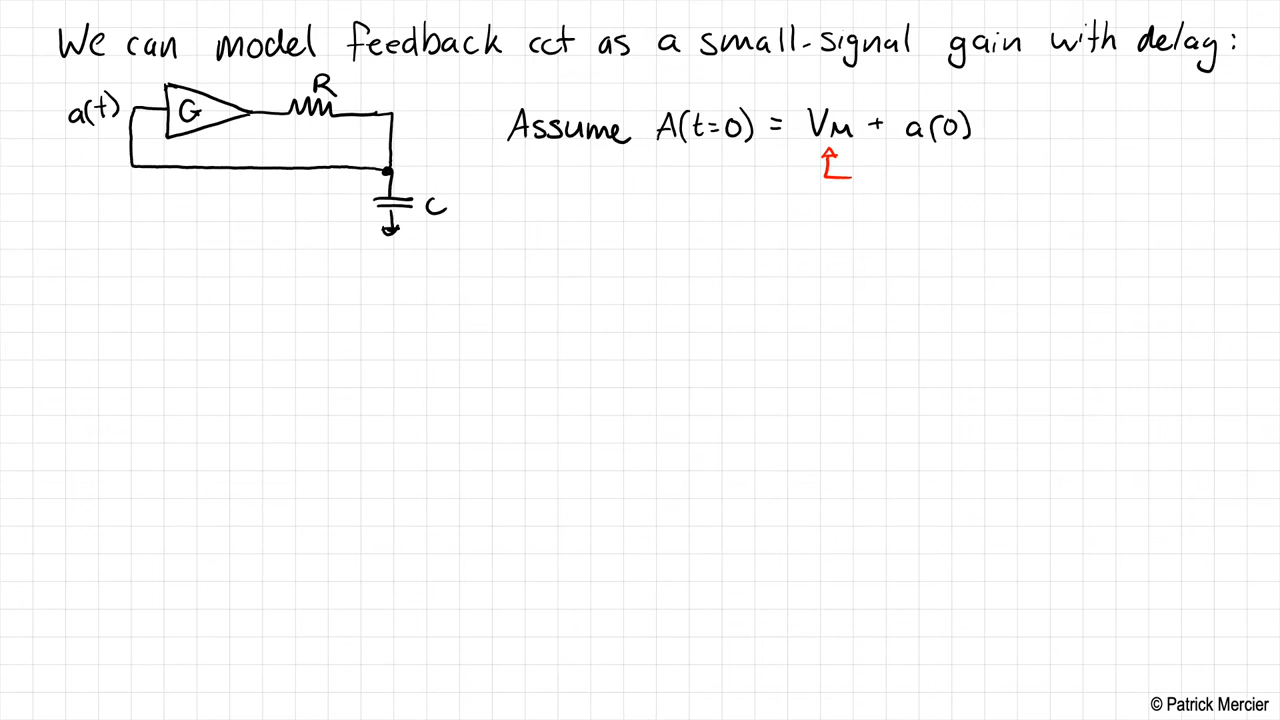 We can model feedback cct as a small-signal gain with delay:
R
a(t)
G
Assume A(t=0) = VM + a(0)
C
© Patrick Mercier